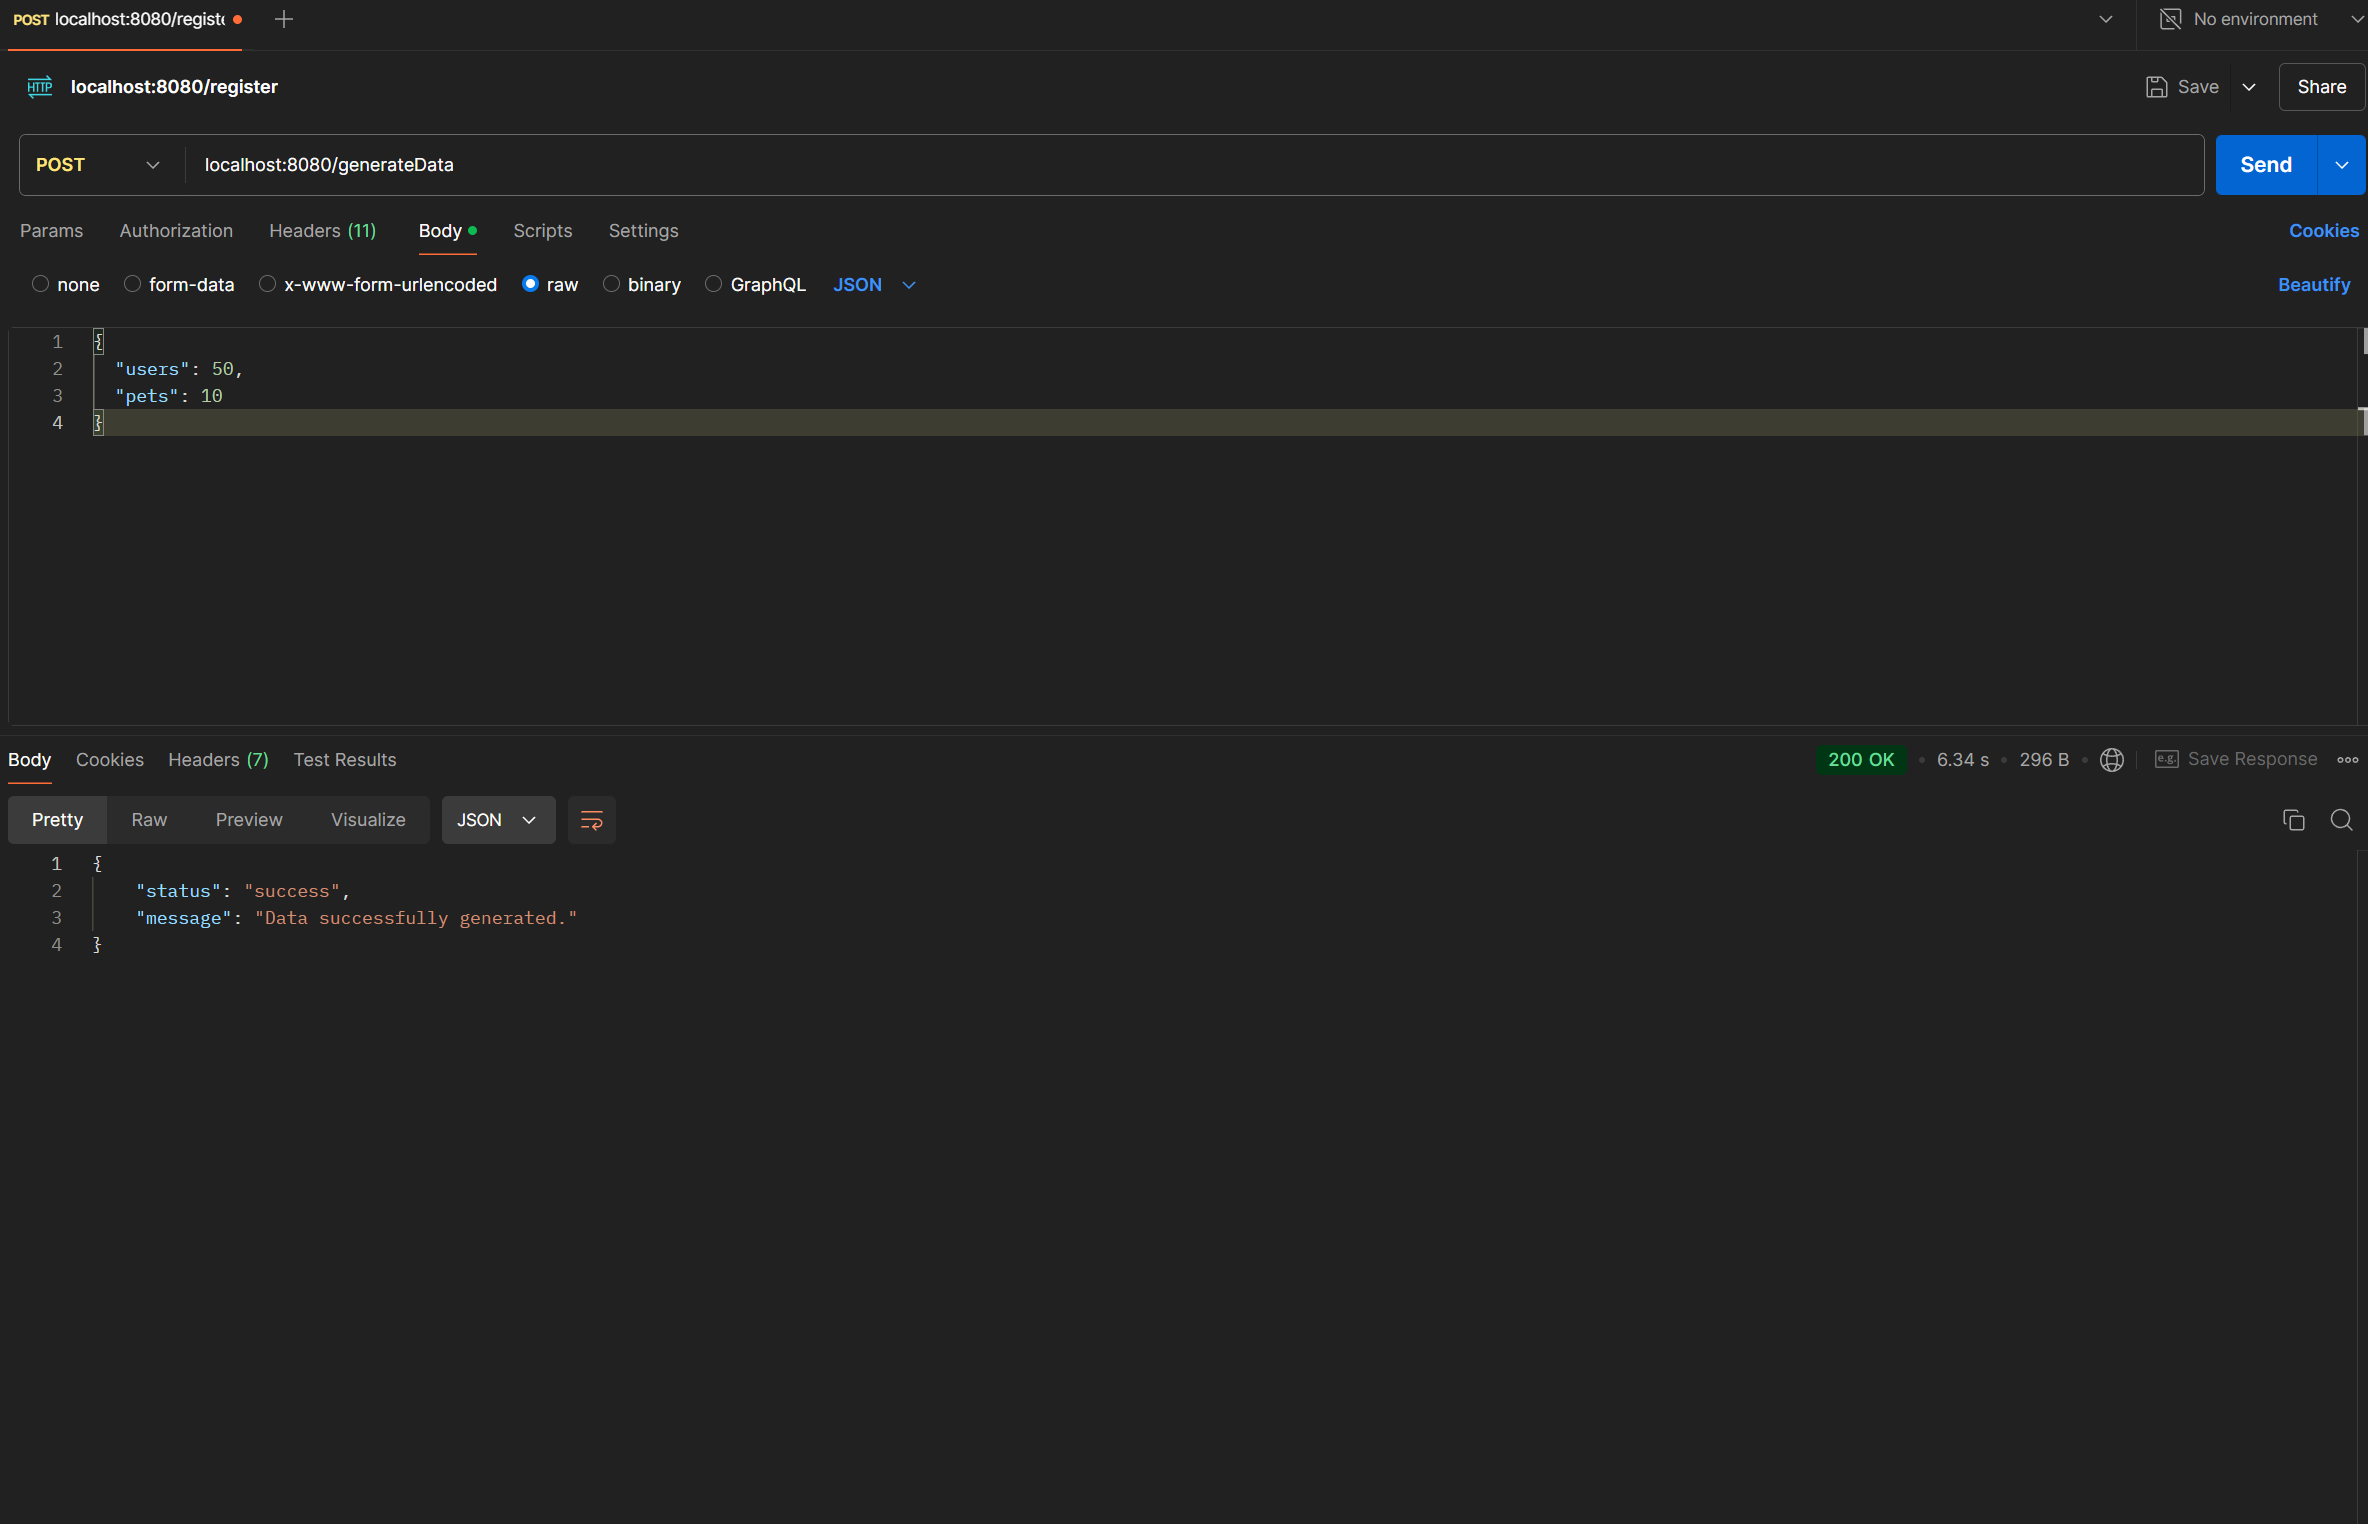 POST localhost:8080/registe
No environment
HTTP localhost:8080/register
Save
Share
POST localhost:8080/generateData
Send
Params Authorization Headers (11) Body Scripts Settings
Cookies
none form-data x-www-form-urlencoded raw binary GraphQL JSON
Beautify
1 {
2 "users": 50,
3 "pets": 10
4 }
Body Cookies Headers (7) Test Results
200 OK • 6.34 s • 296 B •
e.g. Save Response
Pretty Raw Preview Visualize JSON
1 {
2 "status": "success",
3 "message": "Data successfully generated."
4 }